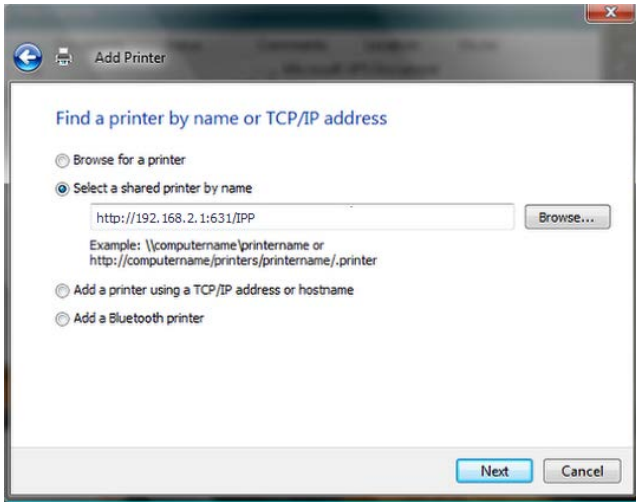 Add Printer
Find a printer by name or TCP/IP address
Browse for a printer
Select a shared printer by name
http://192.168.2.1:631/IPP
Browse...
Example: \\computername\printername or
http://computername/printers/printername/.printer
Add a printer using a TCP/IP address or hostname
Add a Bluetooth printer
Next
Cancel